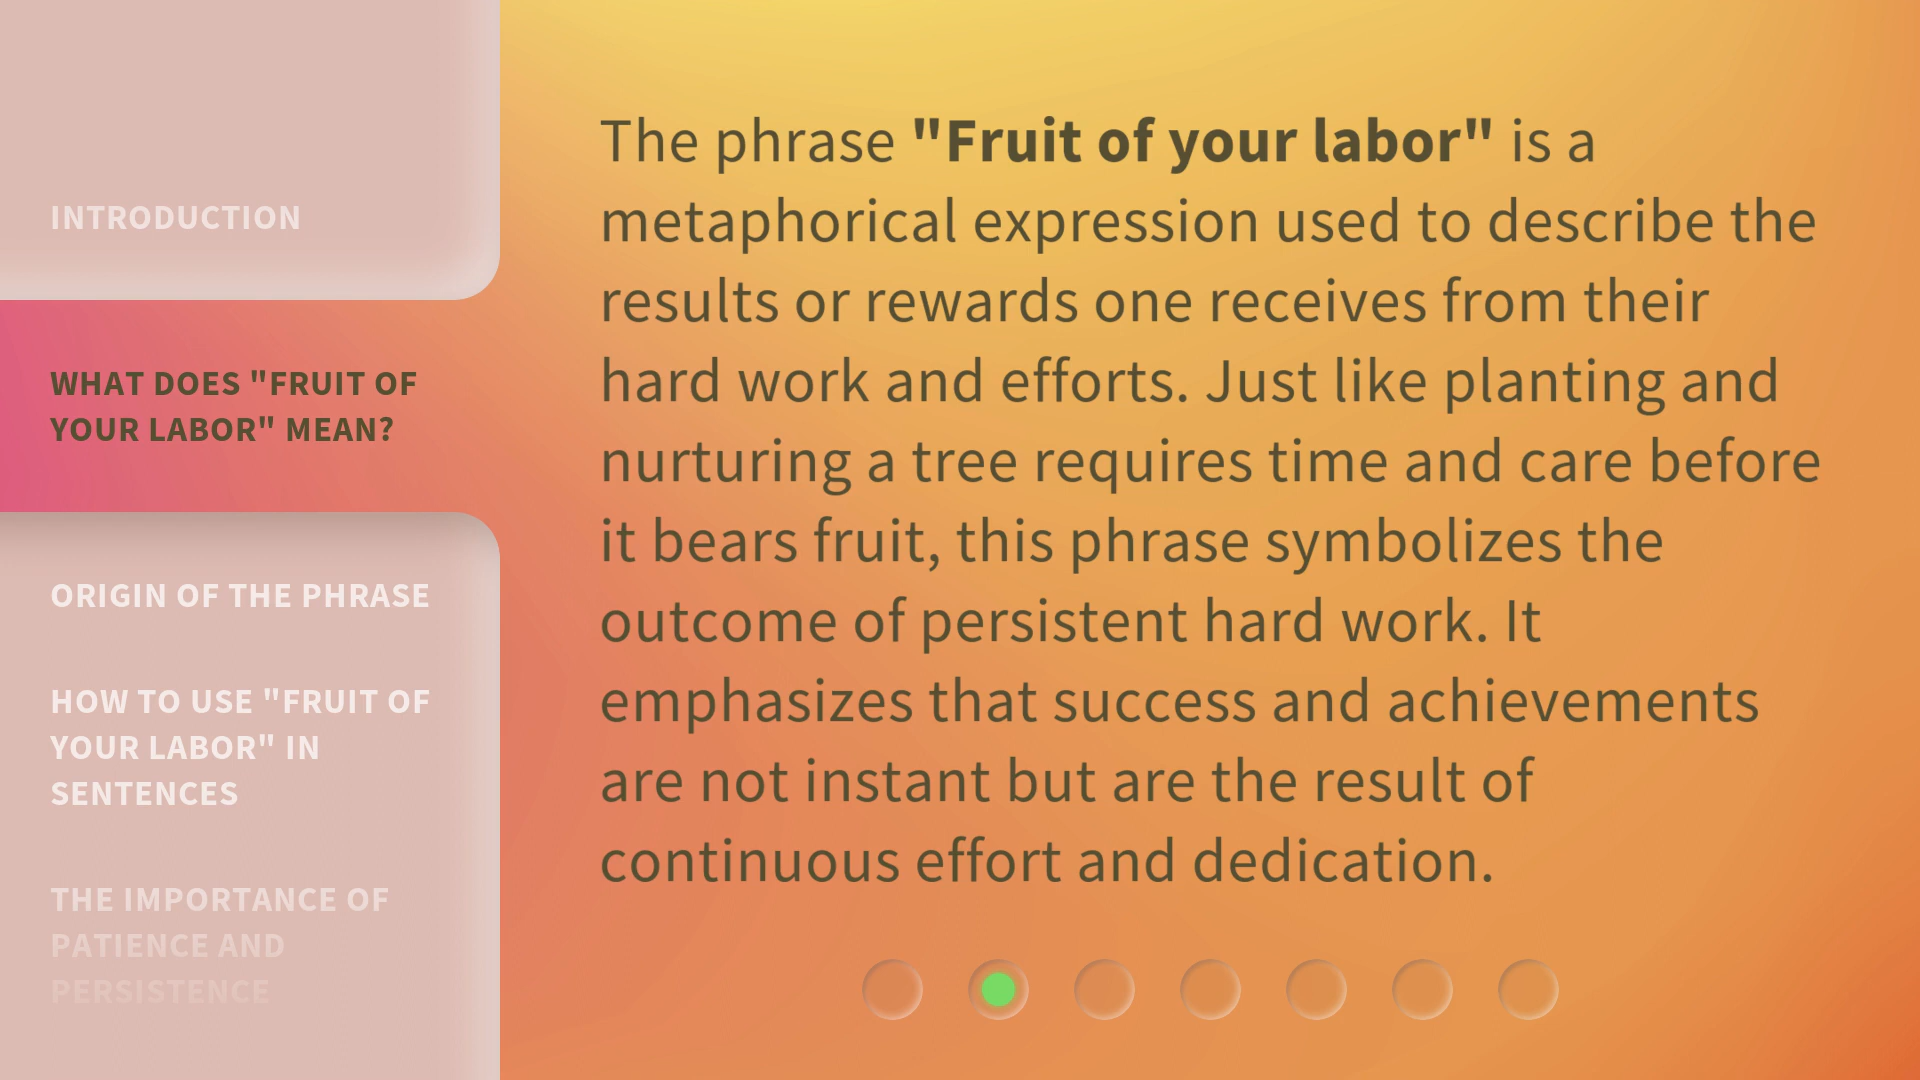 INTRODUCTION
WHAT DOES "FRUIT OF
YOUR LABOR" MEAN?
ORIGIN OF THE PHRASE
HOW TO USE "FRUIT OF
YOUR LABOR" IN
SENTENCES
THE IMPORTANCE OF
PATIENCE AND
PERSISTENCE
The phrase "Fruit of your labor" is a
metaphorical expression used to describe the
results or rewards one receives from their
hard work and efforts. Just like planting and
nurturing a tree requires time and care before
it bears fruit, this phrase symbolizes the
outcome of persistent hard work. It
emphasizes that success and achievements
are not instant but are the result of
continuous effort and dedication.